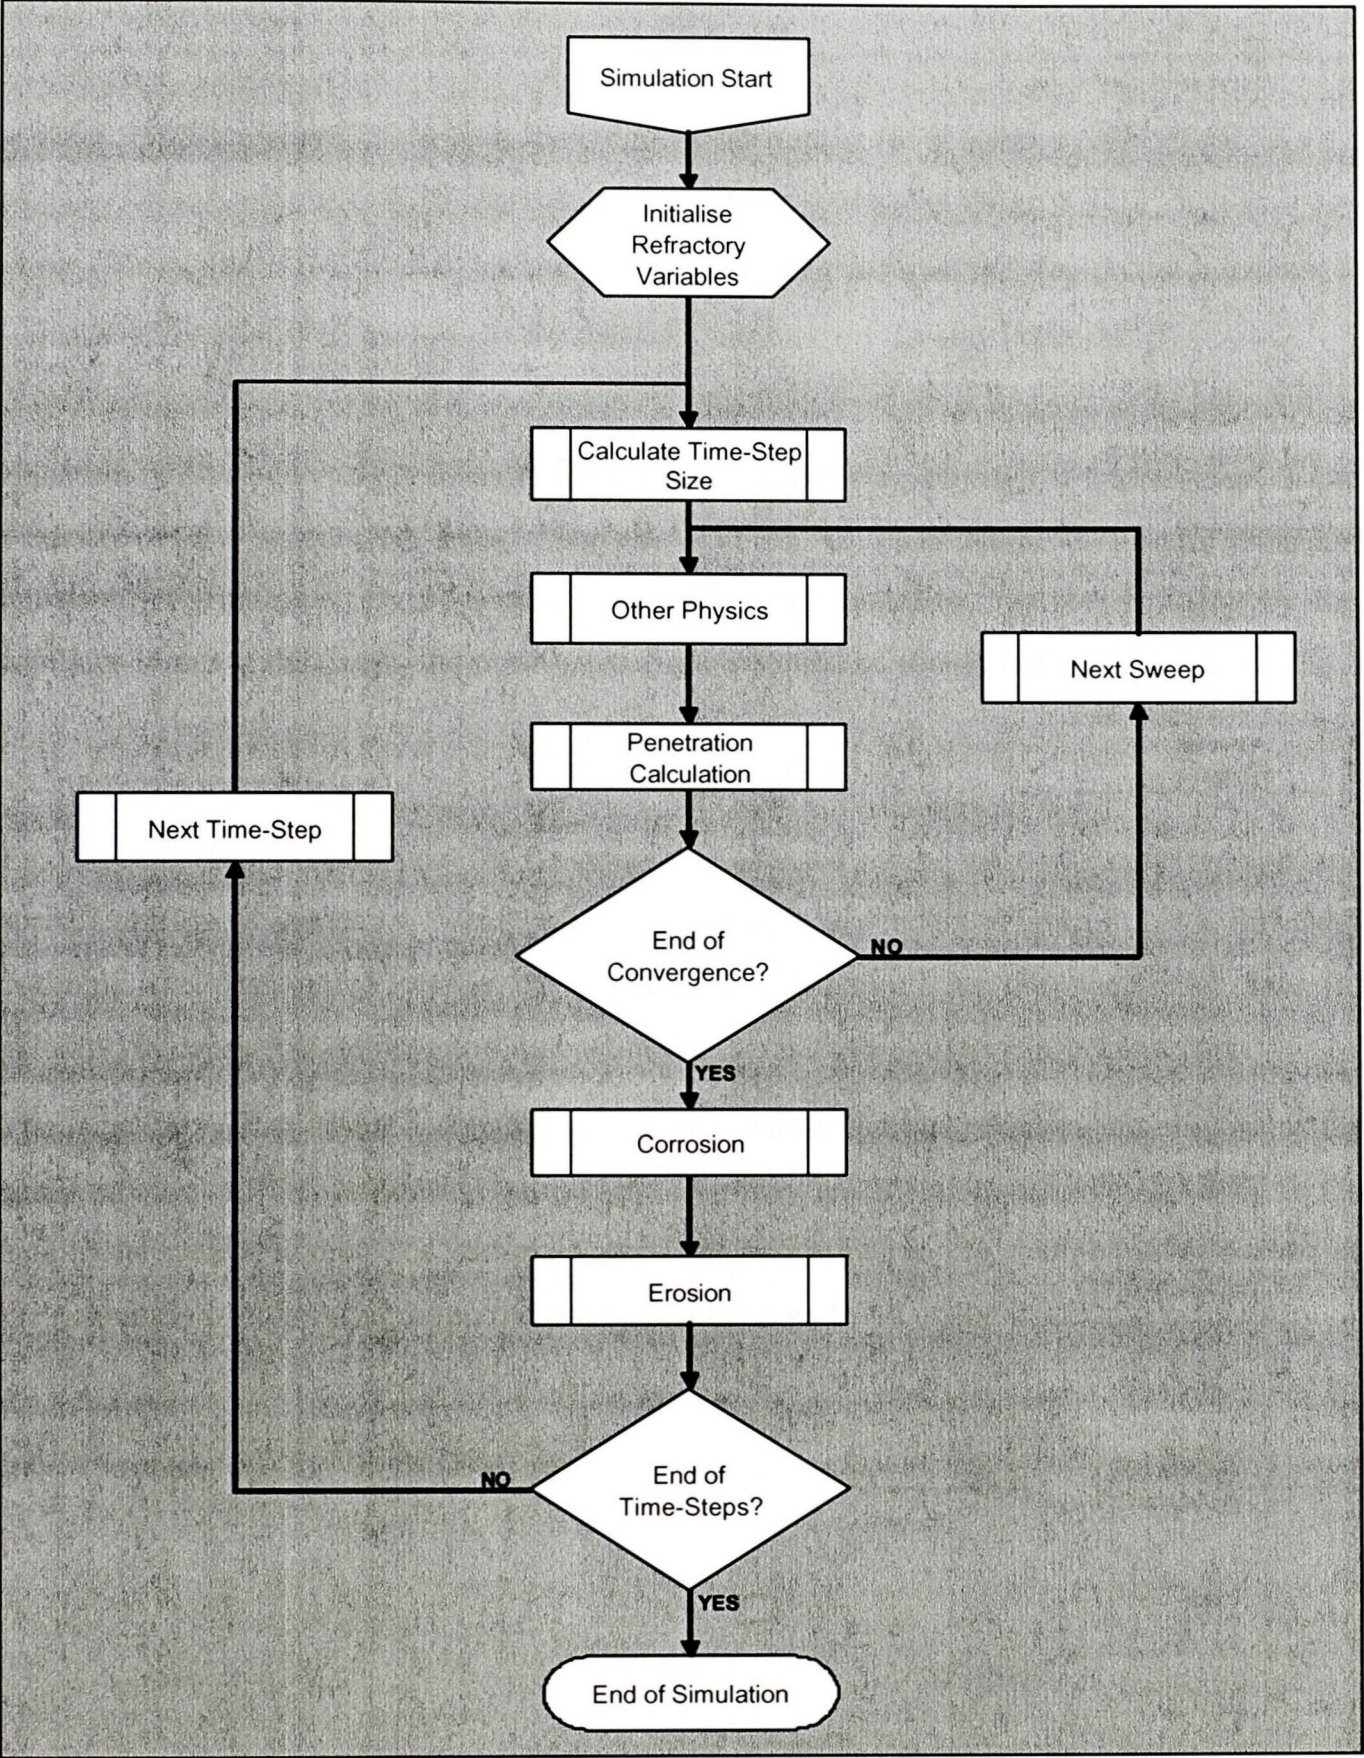 Simulation Start
Initialise
Refractory
Variables
Calculate Time-Step
Size
Other Physics
Next Sweep
Penetration
Calculation
Next Time-Step
End of
Convergence?
NO
YES
Corrosion
Erosion
End of
Time-Steps?
NO
YES
End of Simulation